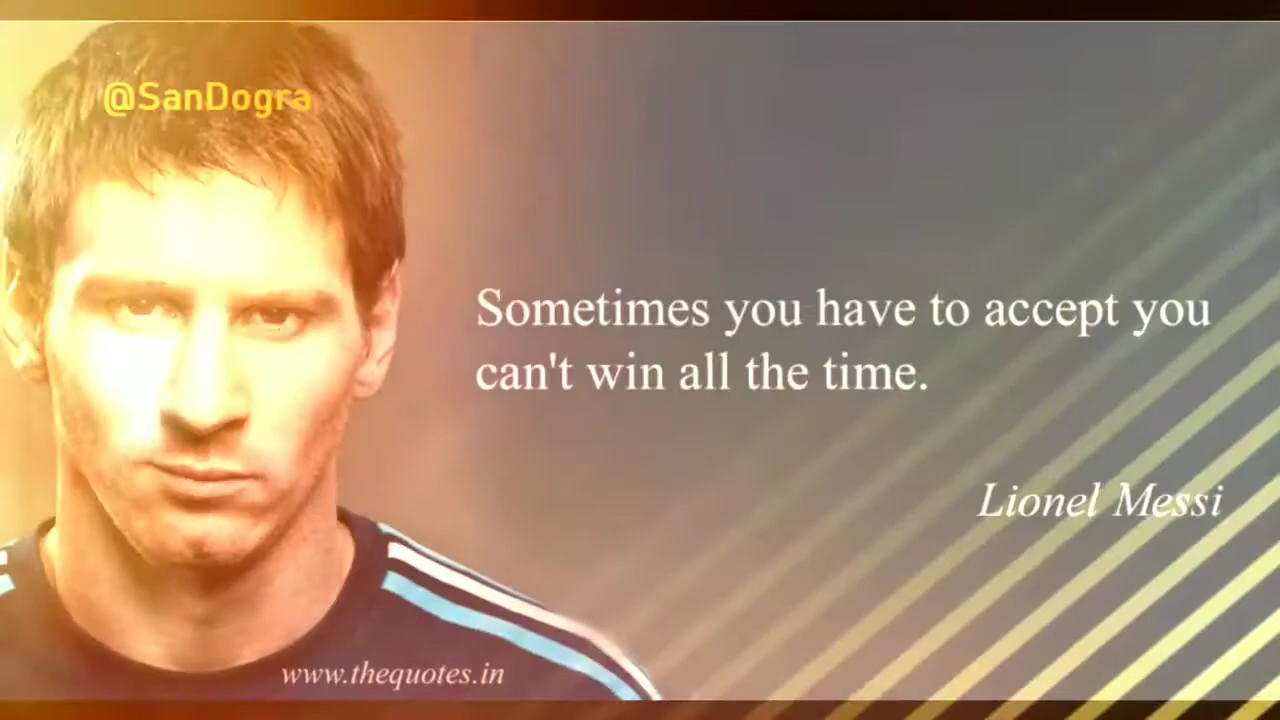 @SanDogra
Sometimes you have to accept you
can't win all the time.
Lionel Messi
www.thequotes.in